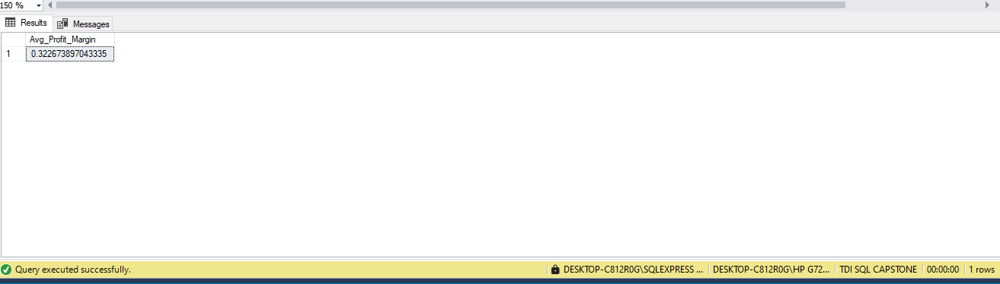 150 %
Results Messages
Avg_Profit_Margin
1 0.322673897043335
Query executed successfully. DESKTOP-C812R0G\SQLEXPRESS ... DESKTOP-C812R0G\HP G72... TDI SQL CAPSTONE 00:00:00 1 rows